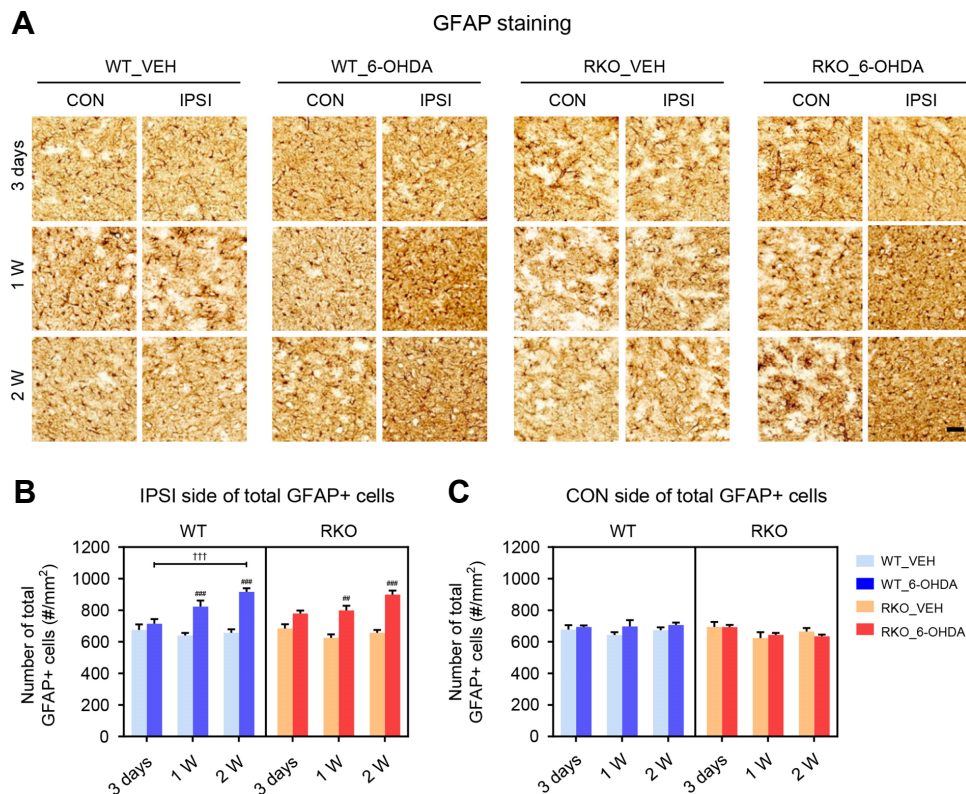 A
GFAP staining
WT_VEH WT_6-OHDA RKO_VEH RKO_6-OHDA
CON IPSI CON IPSI CON IPSI CON IPSI
3 days
1 W
2 W
B
IPSI side of total GFAP+ cells
WT RKO
Number of total
GFAP+ cells (#/mm²)
1200
1000
800
600
400
200
0
†††
###
###
##
###
3 days 1 W 2 W 3 days 1 W 2 W
C
CON side of total GFAP+ cells
WT RKO
Number of total
GFAP+ cells (#/mm²)
1200
1000
800
600
400
200
0
3 days 1 W 2 W 3 days 1 W 2 W
WT_VEH
WT_6-OHDA
RKO_VEH
RKO_6-OHDA